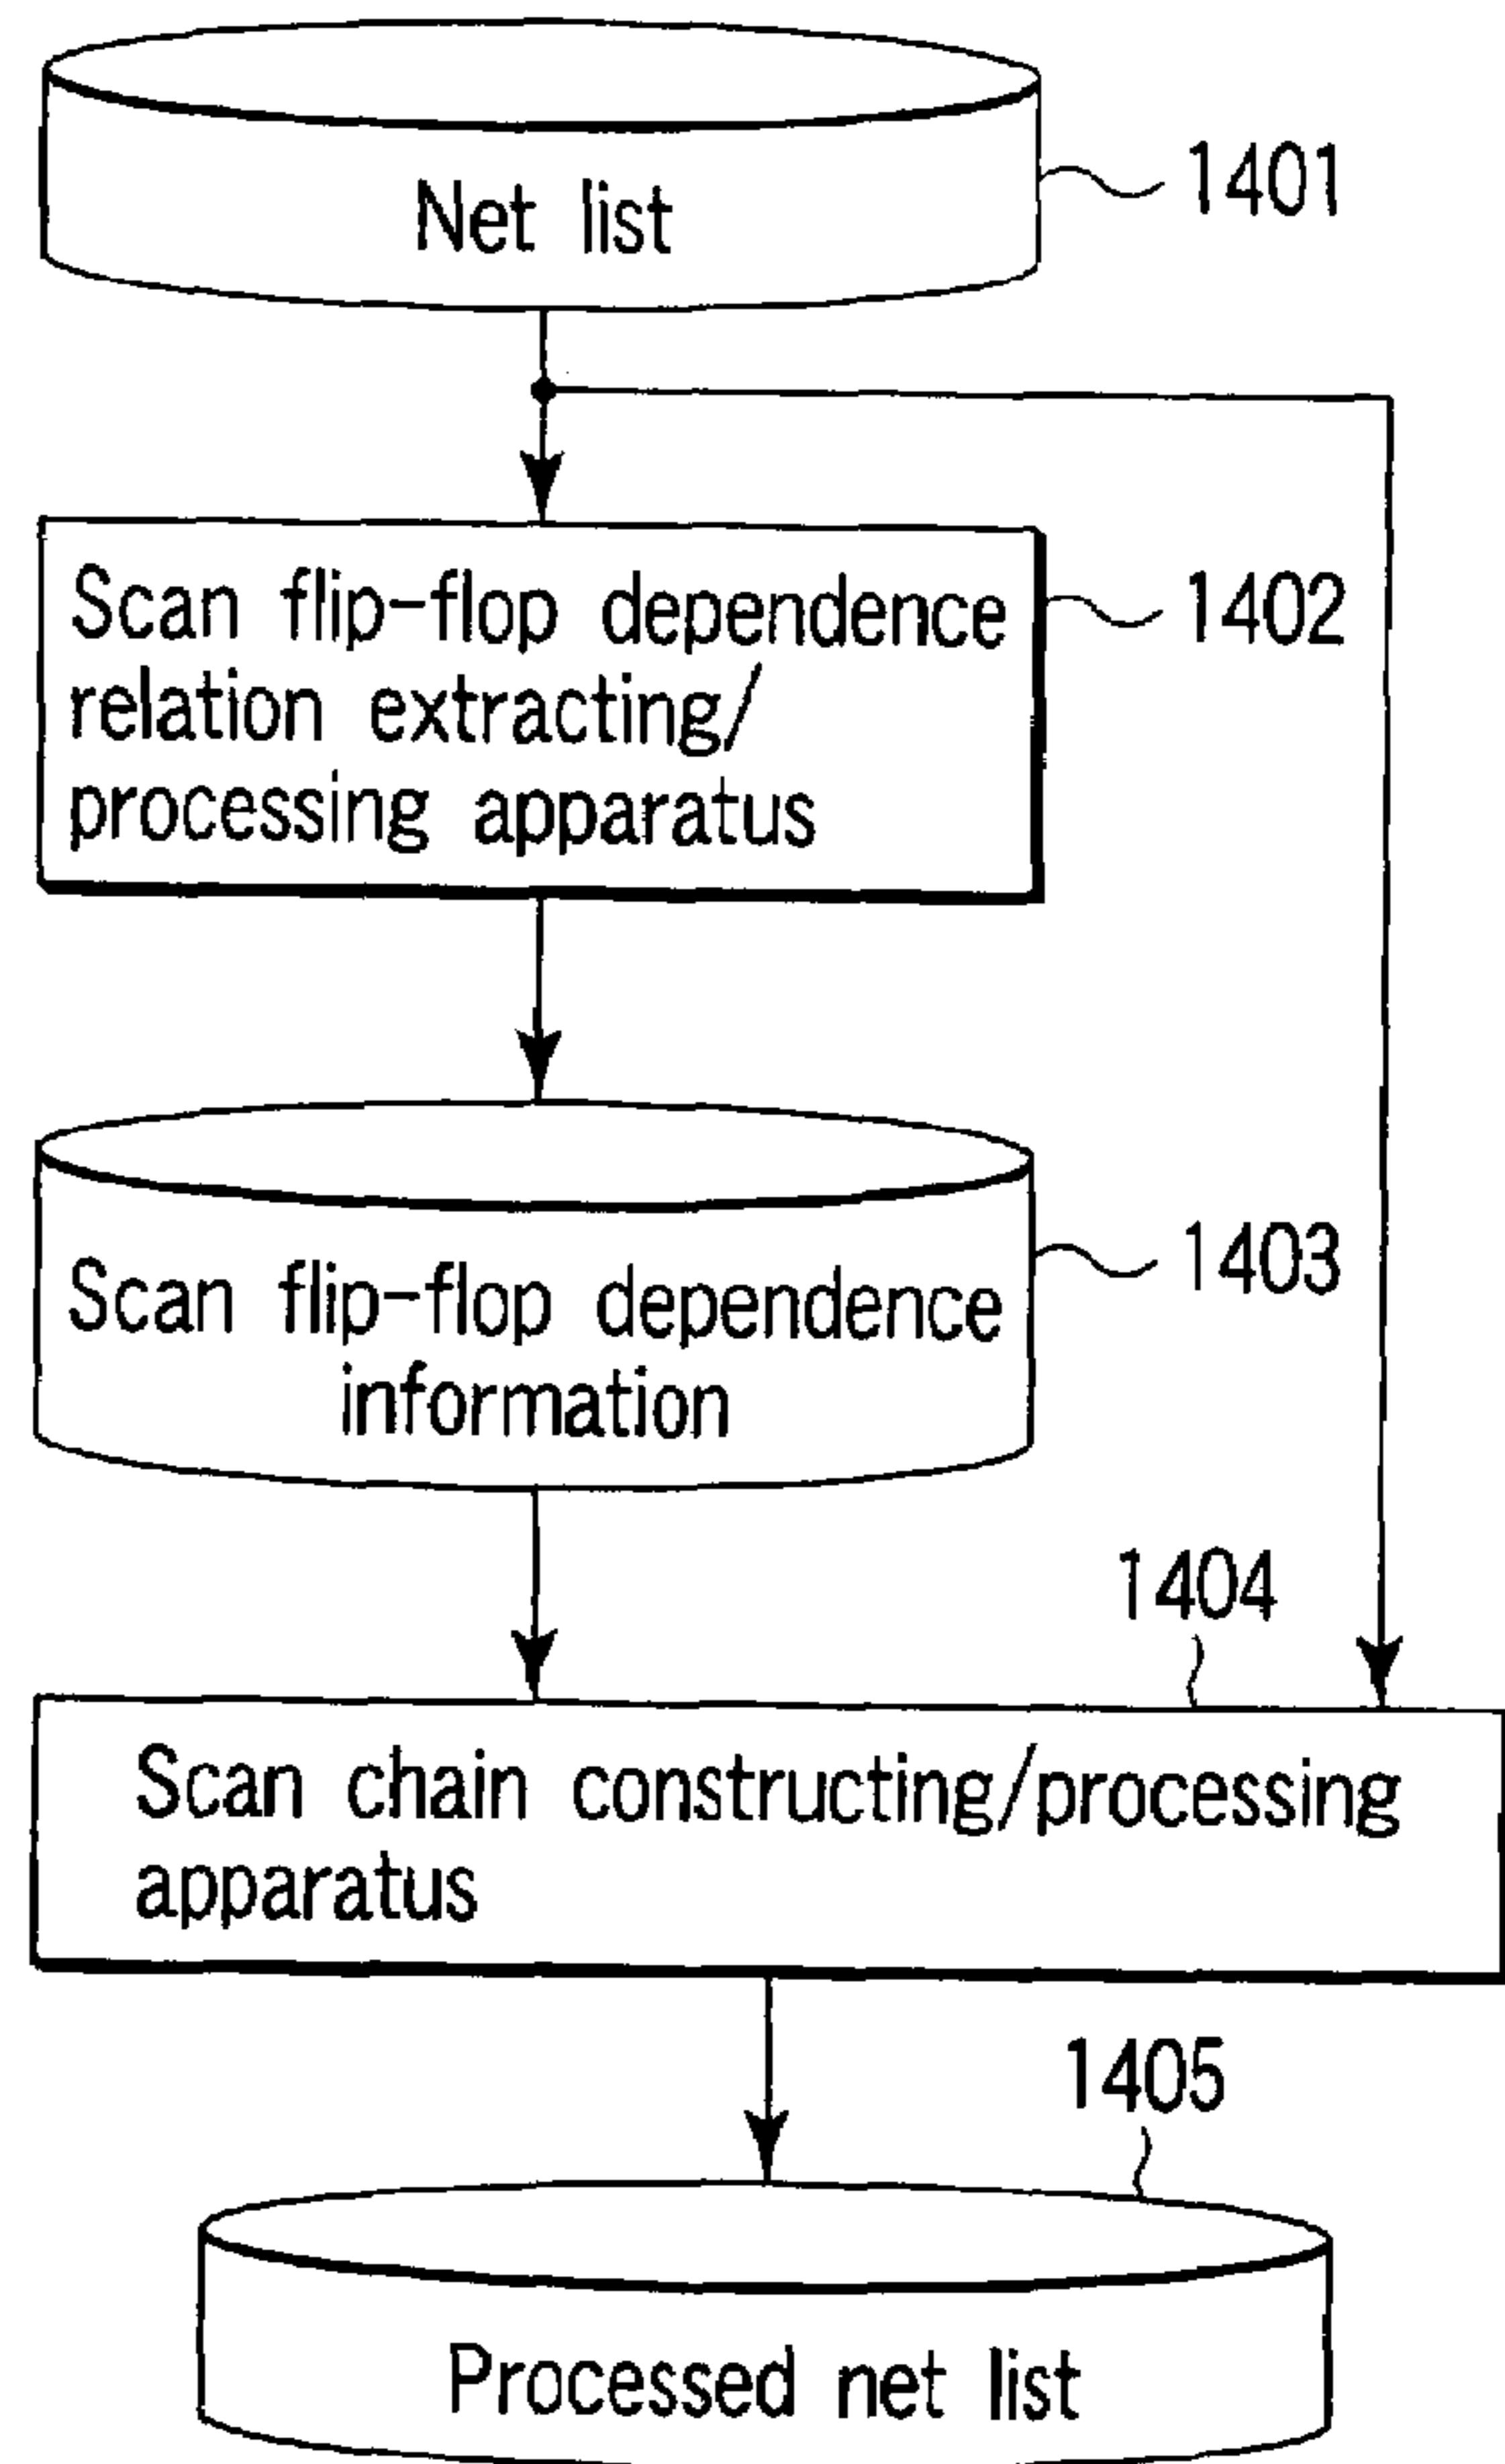 1401
Net list
Scan flip-flop dependence
relation extracting/
processing apparatus
1402
1403
Scan flip-flop dependence
information
1404
Scan chain constructing/processing
apparatus
1405
Processed net list